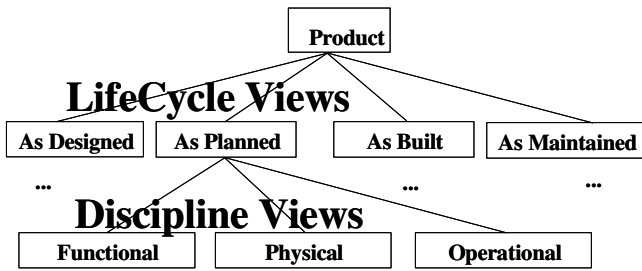 Product
LifeCycle Views
As Designed As Planned As Built As Maintained
... ... ...
Discipline Views
Functional Physical Operational